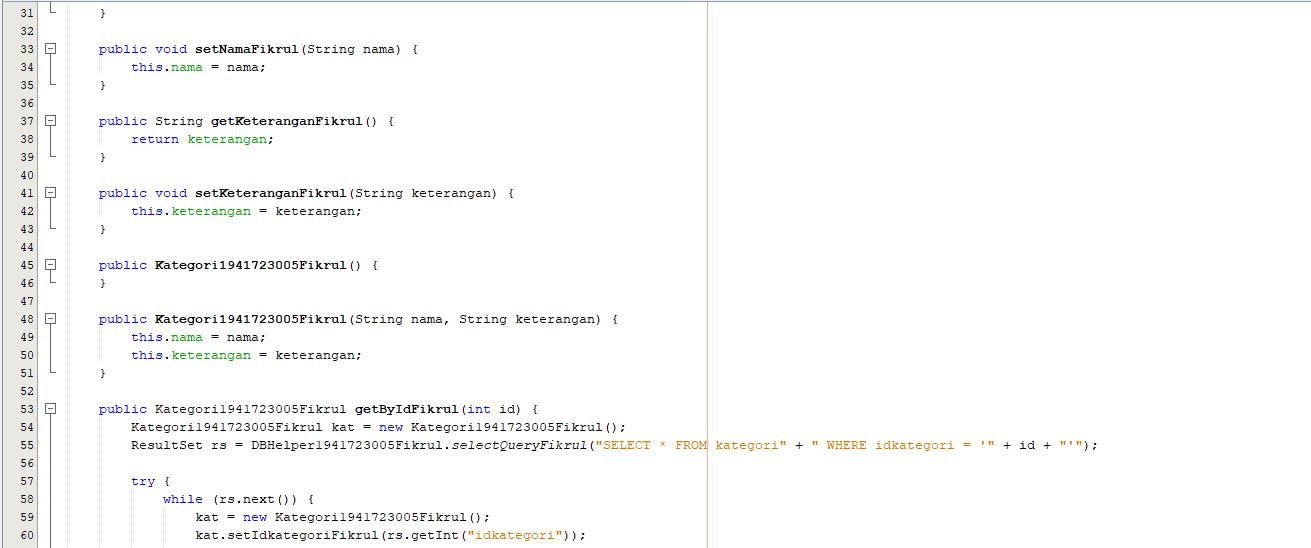 31 }
32
33 public void setNamaFikrul(String nama) {
34 this.nama = nama;
35 }
36
37 public String getKeteranganFikrul() {
38 return keterangan;
39 }
40
41 public void setKeteranganFikrul(String keterangan) {
42 this.keterangan = keterangan;
43 }
44
45 public Kategori1941723005Fikrul() {
46 }
47
48 public Kategori1941723005Fikrul(String nama, String keterangan) {
49 this.nama = nama;
50 this.keterangan = keterangan;
51 }
52
53 public Kategori1941723005Fikrul getByIdFikrul(int id) {
54 Kategori1941723005Fikrul kat = new Kategori1941723005Fikrul();
55 ResultSet rs = DBHelper1941723005Fikrul.selectQueryFikrul("SELECT * FROM kategori" + " WHERE idkategori = '" + id + "'");
56
57 try {
58 while (rs.next()) {
59 kat = new Kategori1941723005Fikrul();
60 kat.setIdkategoriFikrul(rs.getInt("idkategori"));